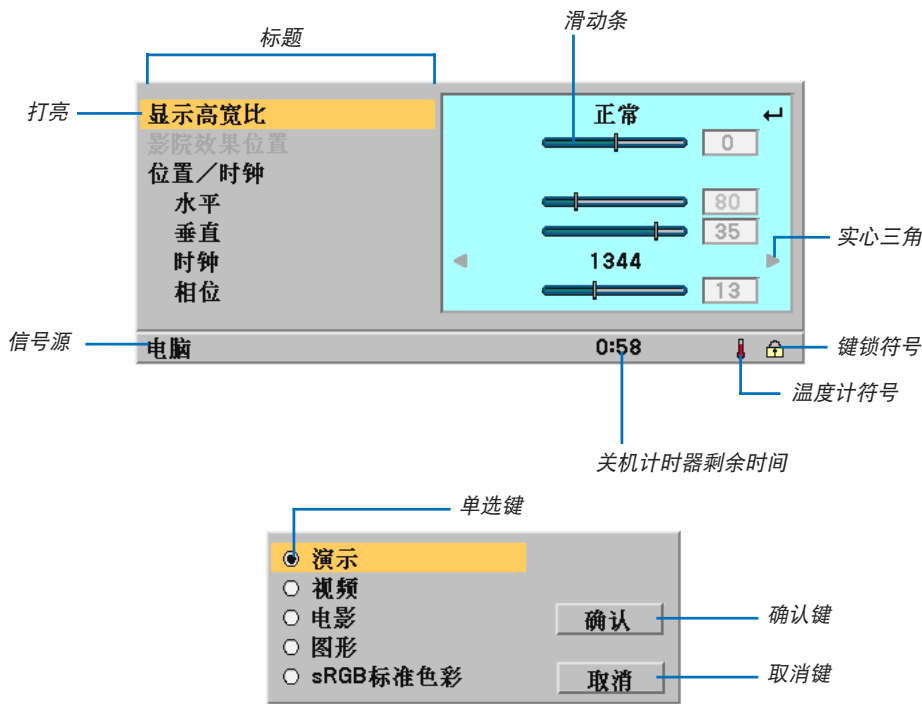 标题
滑动条
打亮
显示高宽比
正常
影院效果位置
0
位置／时钟
水平
80
垂直
35
实心三角
时钟
1344
相位
13
信号源
电脑
0:58
键锁符号
温度计符号
关机计时器剩余时间
单选键
演示
视频
电影
确认
确认键
图形
sRGB标准色彩
取消
取消键